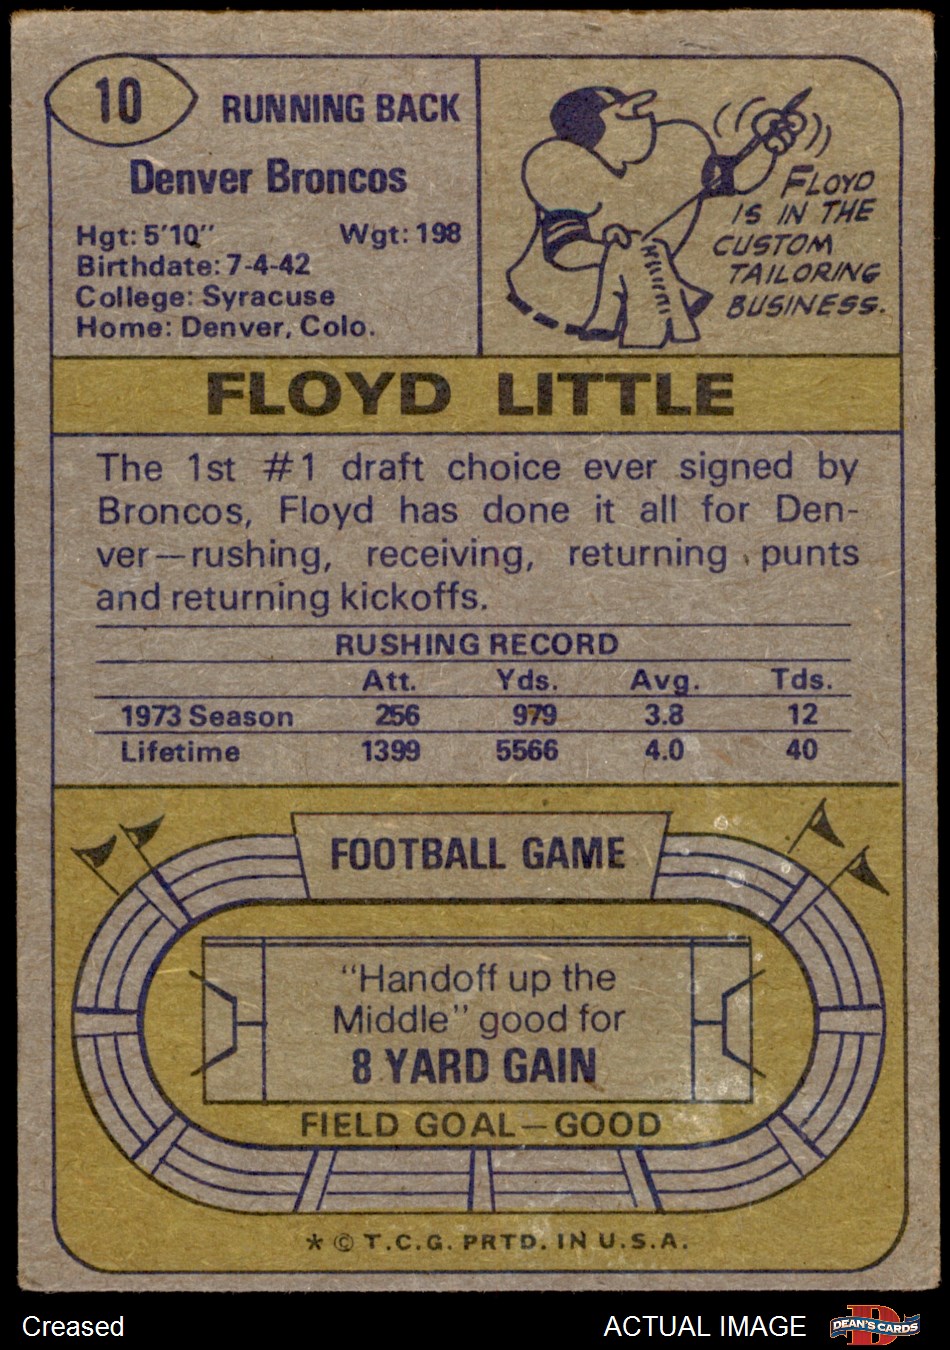 10
RUNNING BACK
Denver Broncos
Hgt: 5'10" Wgt: 198
Birthdate: 7-4-42
College: Syracuse
Home: Denver, Colo.
FLOYD
IS IN THE
CUSTOM
TAILORING
BUSINESS.
FLOYD LITTLE
The 1st #1 draft choice ever signed by
Broncos, Floyd has done it all for Den-
ver—rushing, receiving, returning punts
and returning kickoffs.
RUSHING RECORD
Att. Yds. Avg. Tds.
1973 Season 256 979 3.8 12
Lifetime 1399 5566 4.0 40
FOOTBALL GAME
"Handoff up the
Middle" good for
8 YARD GAIN
FIELD GOAL—GOOD
* © T.C.G. PRTD. IN U.S.A.
Creased
ACTUAL IMAGE
DEAN'S CARDS